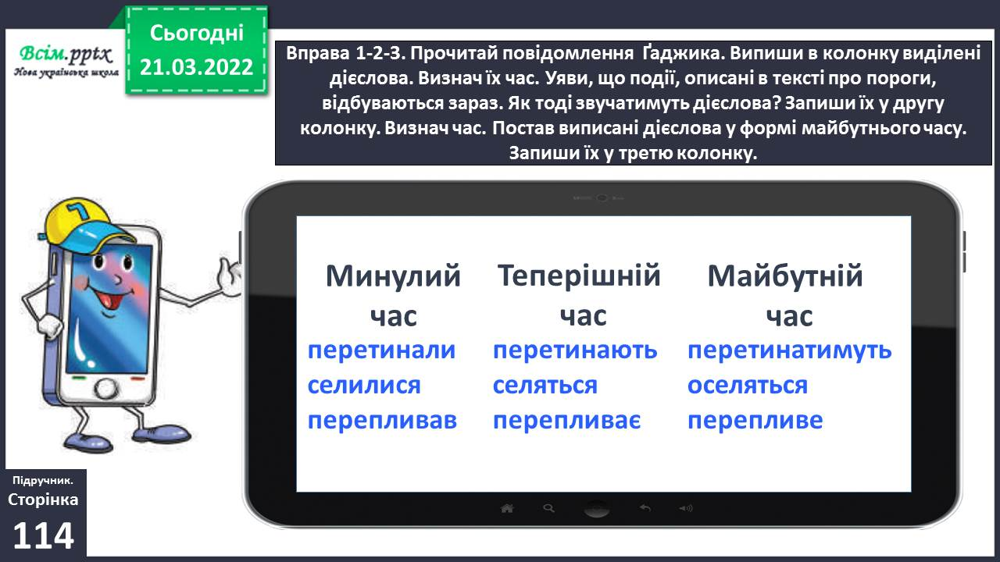 Всім.pptx
Нова українська школа
Сьогодні
21.03.2022
Вправа 1-2-3. Прочитай повідомлення Ґаджика. Випиши в колонку виділені
дієслова. Визнач їх час. Уяви, що події, описані в тексті про пороги,
відбуваються зараз. Як тоді звучатимуть дієслова? Запиши їх у другу
колонку. Визнач час. Постав виписані дієслова у формі майбутнього часу.
Запиши їх у третю колонку.
Минулий час
перетинали
селилися
перепливав
Теперішній час
перетинають
селяться
перепливає
Майбутній час
перетинатимуть
оселяться
перепливе
Підручник.
Сторінка
114